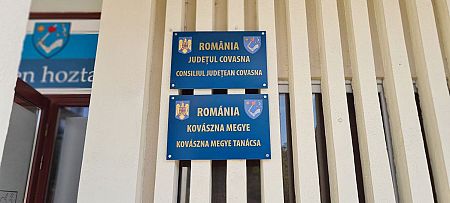 en hozta
ROMÂNIA
JUDEȚUL COVASNA
CONSILIUL JUDEȚEAN COVASNA
ROMÂNIA
KOVÁSZNA MEGYE
KOVÁSZNA MEGYE TANÁCSA